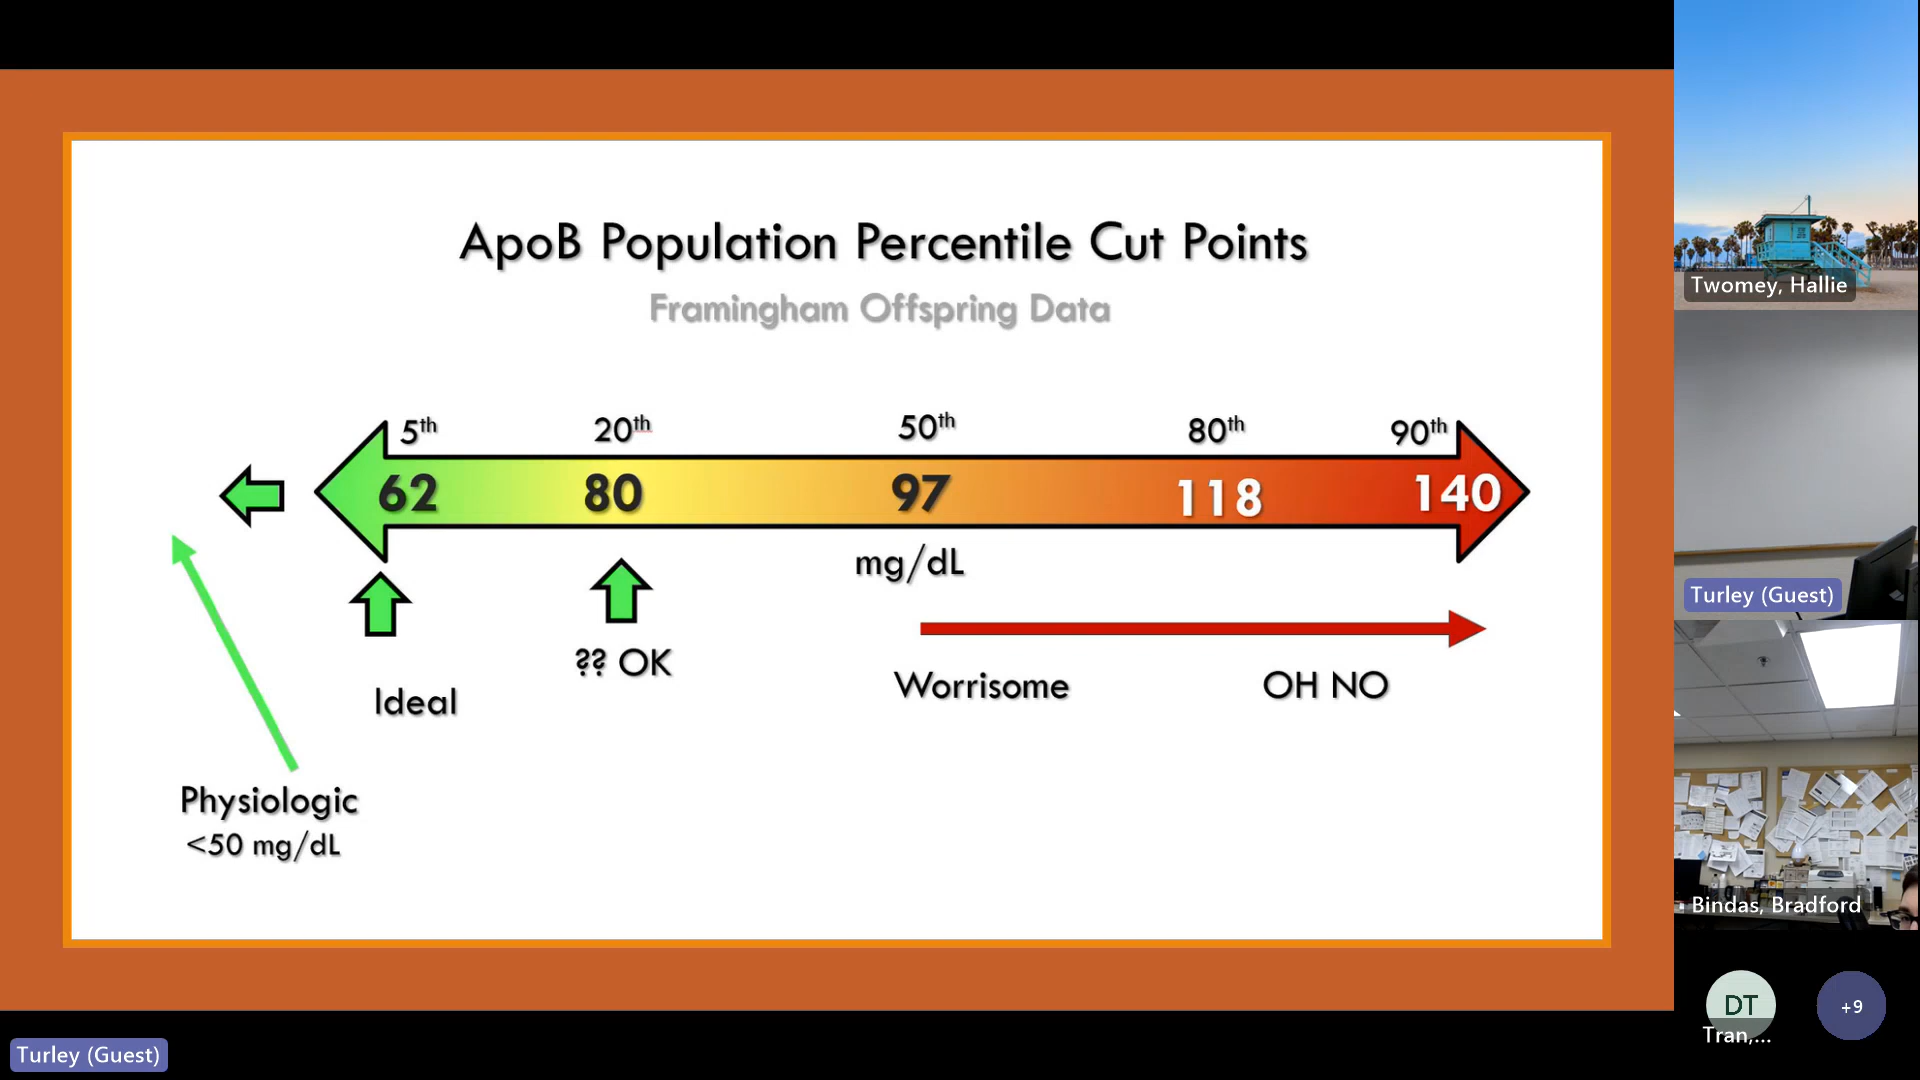 ApoB Population Percentile Cut Points
Framingham Offspring Data
5th 20th 50th 80th 90th
62 80 97 118 140
mg/dL
?? OK
Ideal
Worrisome OH NO
Physiologic
<50 mg/dL
Twomey, Hallie
Turley (Guest)
Bindas, Bradford
DT
Tran,...
+9
Turley (Guest)